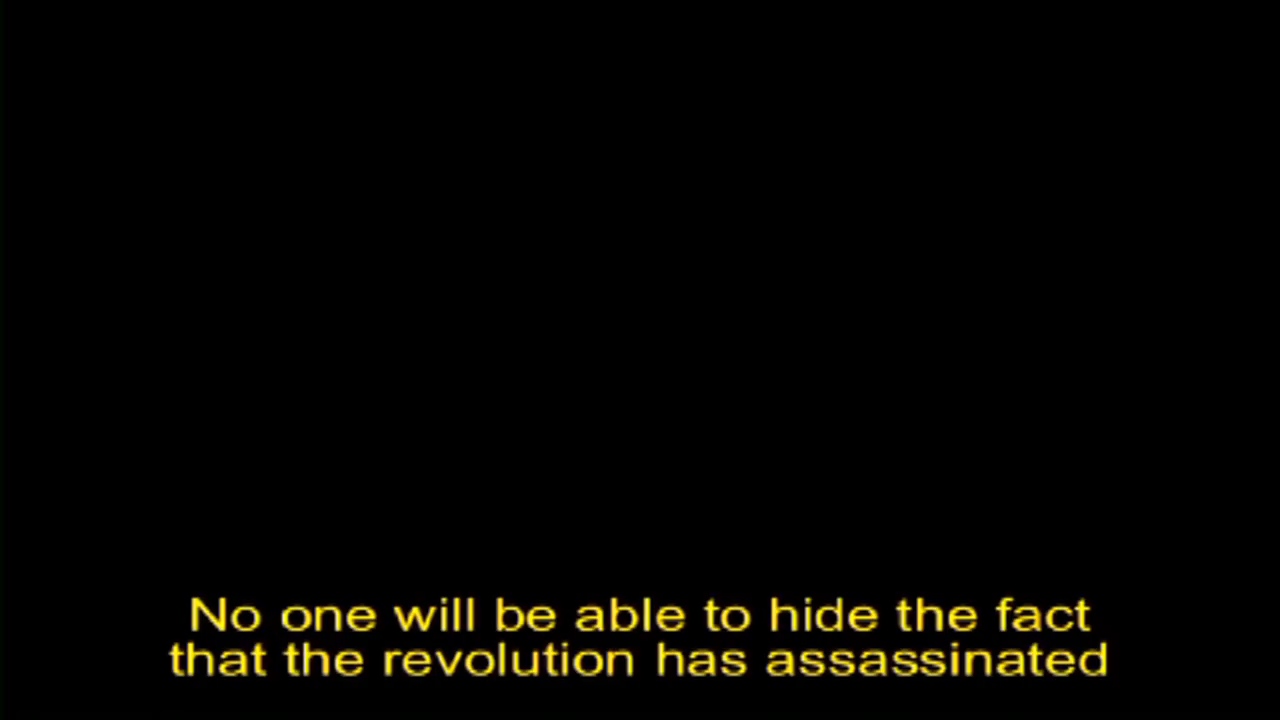 No one will be able to hide the fact
that the revolution has assassinated